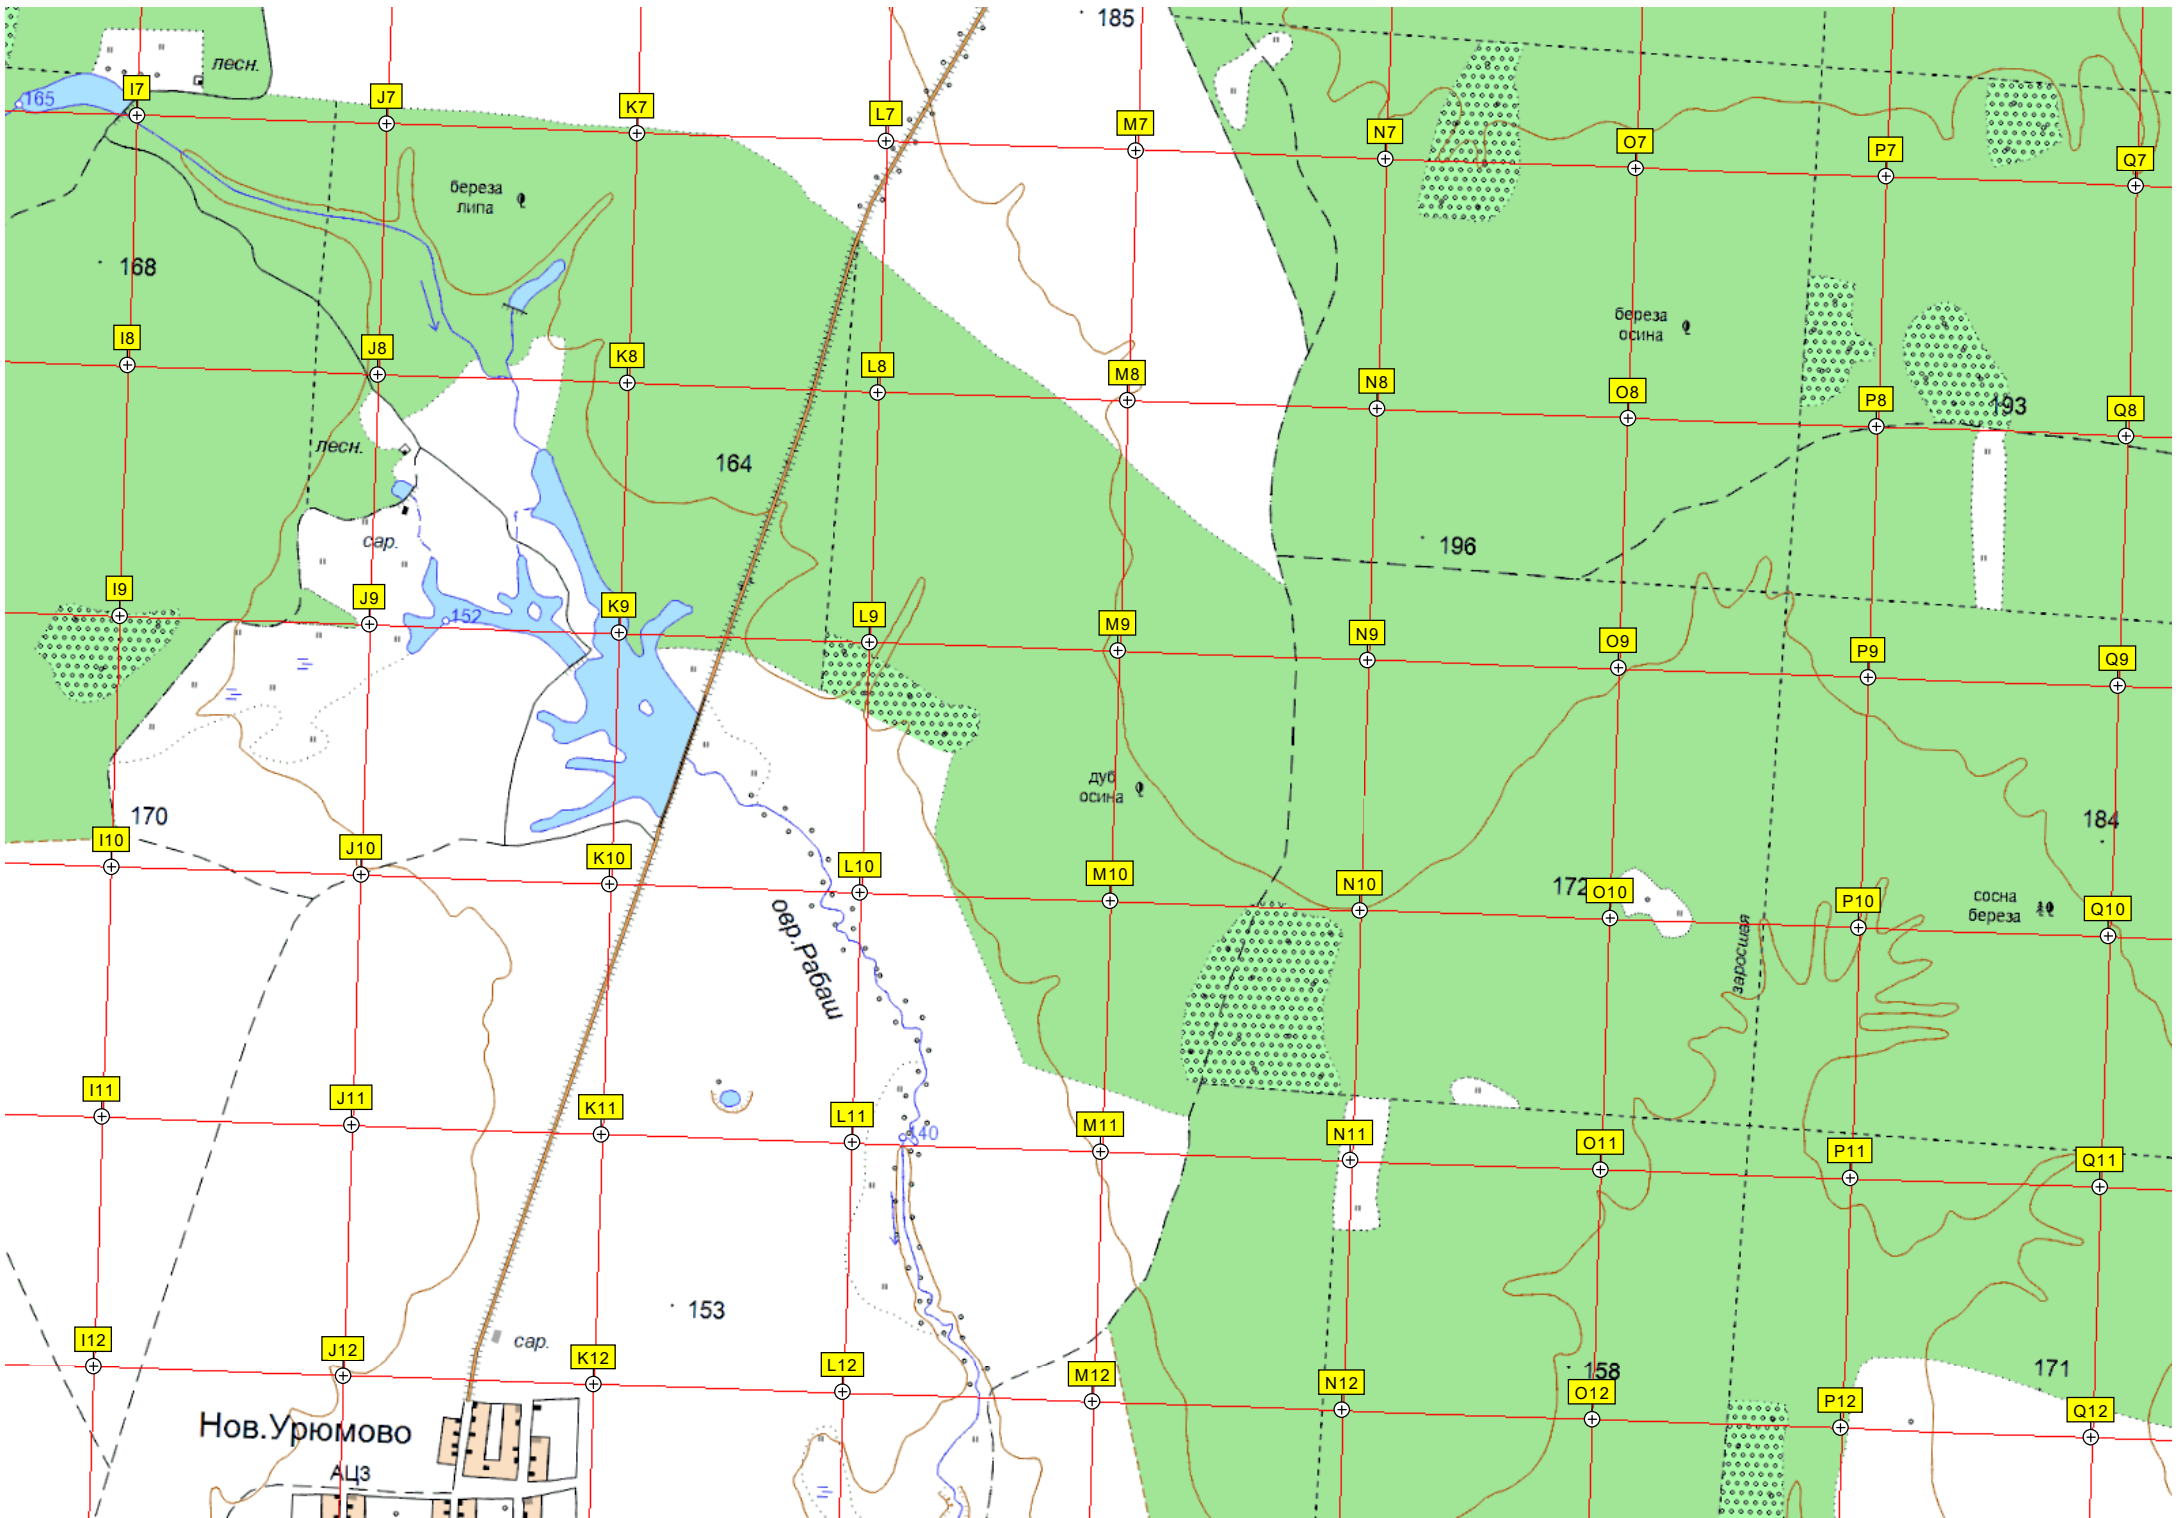 185
лесн.
165
I7
J7
K7
L7
M7
N7
O7
P7
Q7
береза
липа
168
береза
осина
I8
J8
K8
L8
M8
N8
O8
P8
193
Q8
лесн.
164
196
сар.
I9
J9
152
K9
L9
M9
N9
O9
P9
Q9
дуб
осина
170
184
I10
J10
K10
L10
M10
N10
172
O10
P10
сосна
береза
Q10
овр.Рабаш
заросшая
I11
J11
K11
L11
140
M11
N11
O11
P11
Q11
153
сар.
I12
J12
K12
L12
M12
N12
158
O12
P12
171
Q12
Нов.Урюмово
АЦЗ